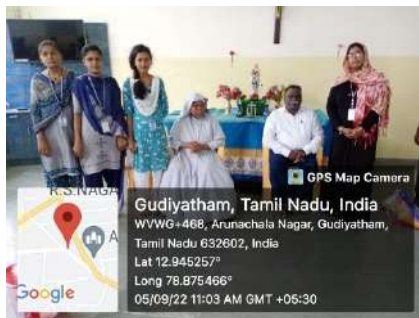 GPS Map Camera
R.S.NAGA
A
Google
Gudiyatham, Tamil Nadu, India
WVWG+468, Arunachala Nagar, Gudiyatham,
Tamil Nadu 632602, India
Lat 12.945257°
Long 78.875466°
05/09/22 11:03 AM GMT +05:30